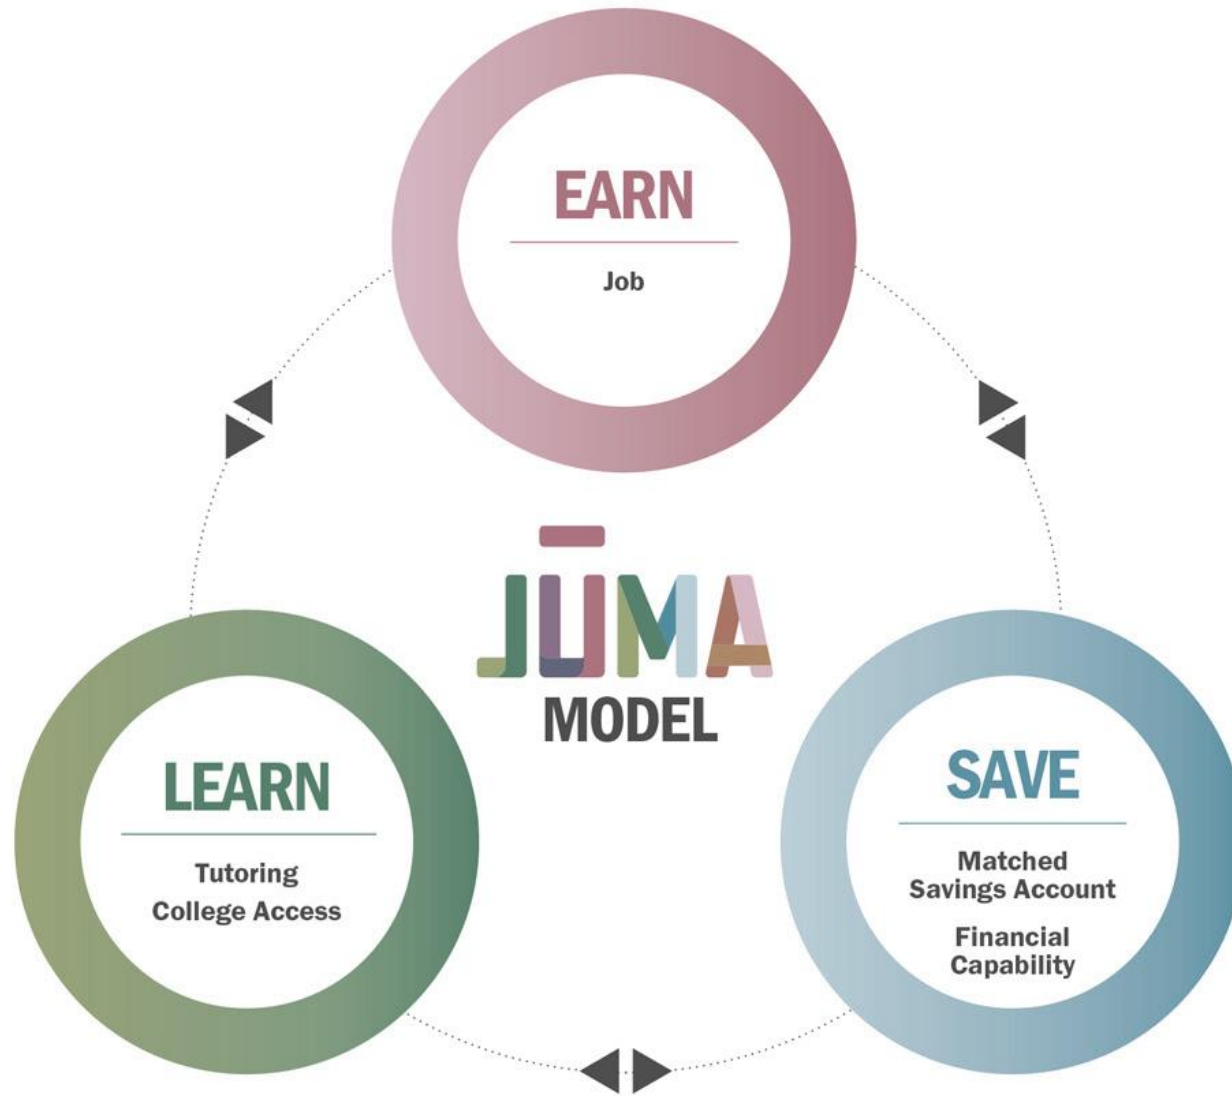 EARN
Job
JŪMA
MODEL
LEARN
Tutoring
College Access
SAVE
Matched
Savings Account
Financial
Capability